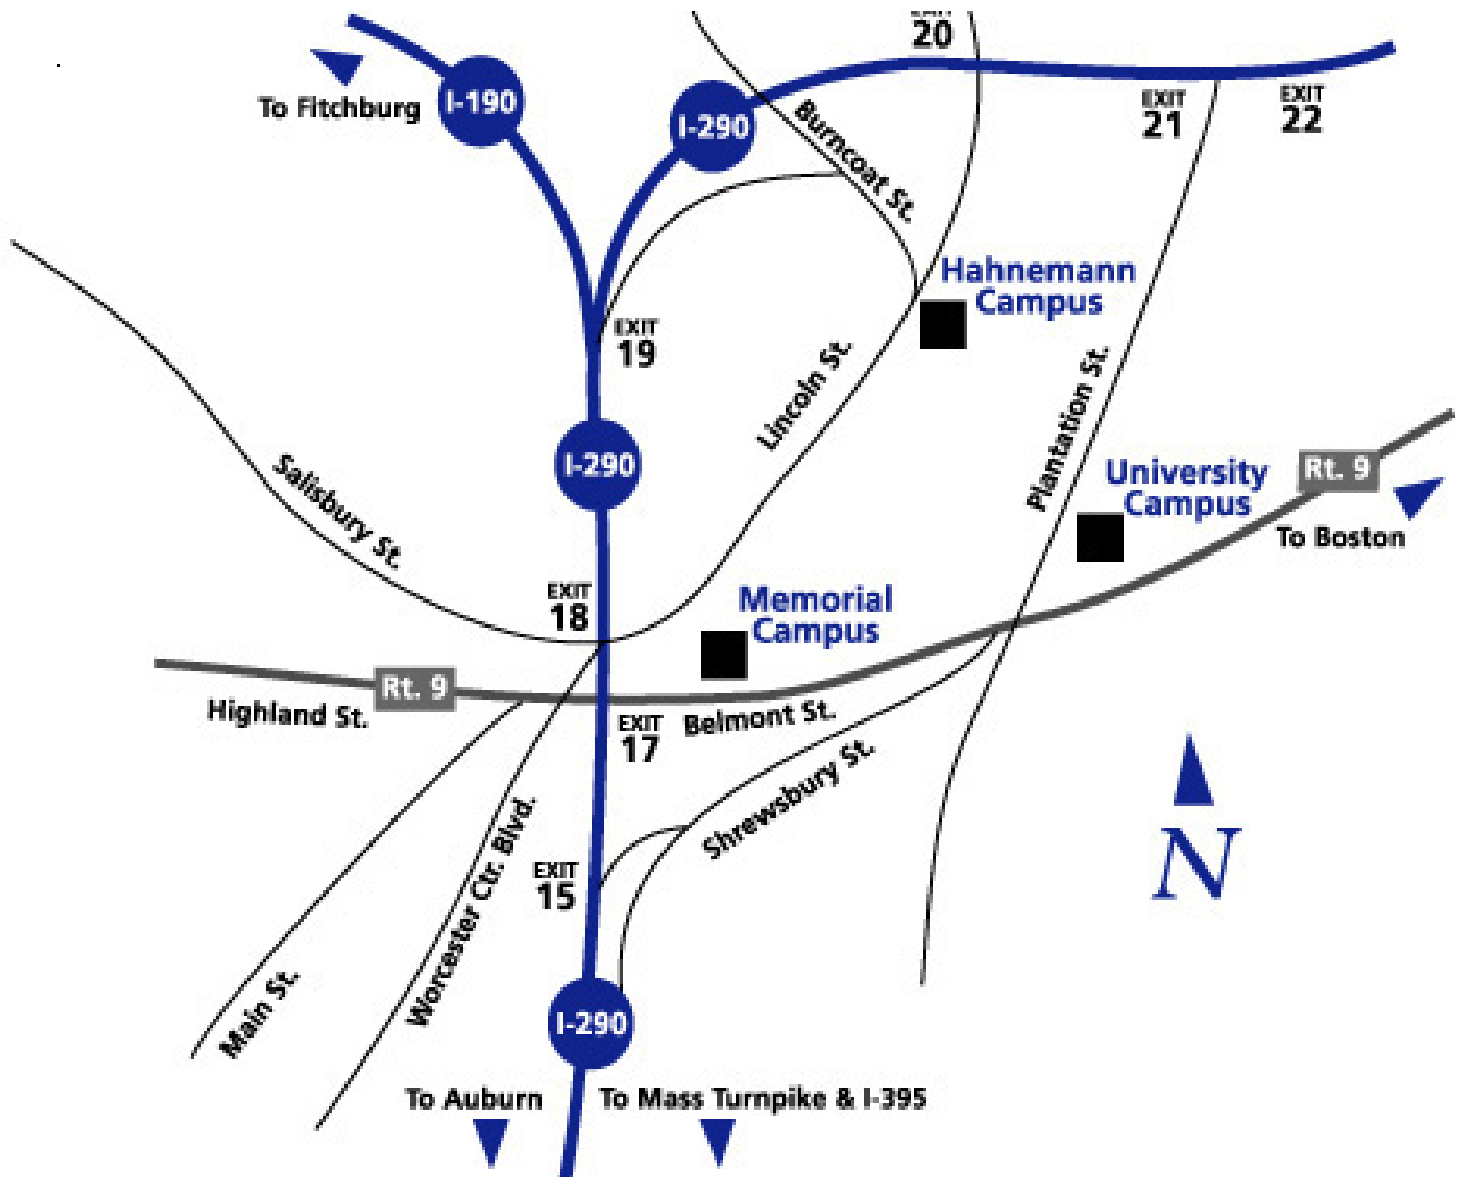 20
I-190
I-290
To Fitchburg
EXIT
21
EXIT
22
Burncoat St.
Hahnemann
Campus
EXIT
19
Lincoln St.
Plantation St.
I-290
Salisbury St.
University
Campus
Rt. 9
To Boston
EXIT
18
Memorial
Campus
Rt. 9
Highland St.
EXIT
17
Belmont St.
Shrewsbury St.
Worcester Ctr. Blvd.
EXIT
15
N
Main St.
I-290
To Auburn
To Mass Turnpike & I-395